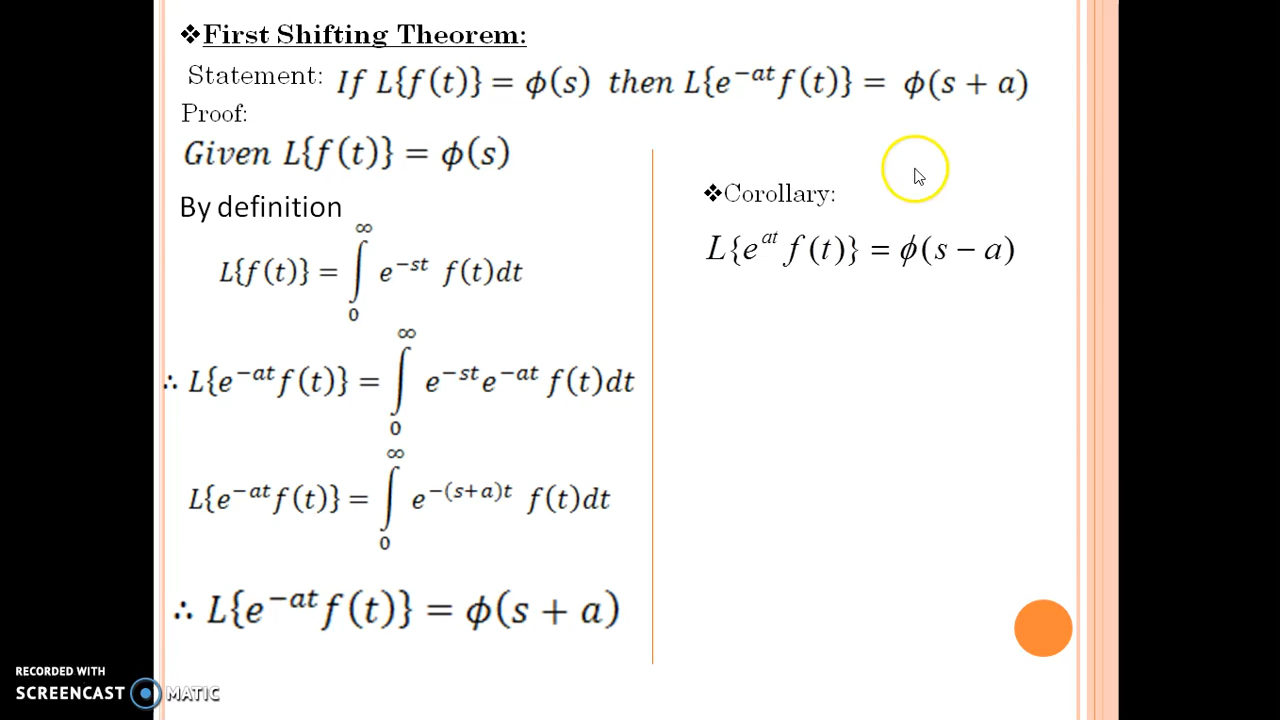 ❖First Shifting Theorem:
Statement: If L{f(t)} = ϕ(s) then L{e^{−at}f(t)} = ϕ(s + a)
Proof:
Given L{f(t)} = ϕ(s)
By definition
L{f(t)} = ∫_0^∞ e^{−st} f(t)dt
∴ L{e^{−at}f(t)} = ∫_0^∞ e^{−st}e^{−at} f(t)dt
L{e^{−at}f(t)} = ∫_0^∞ e^{−(s+a)t} f(t)dt
∴ L{e^{−at}f(t)} = ϕ(s + a)
❖Corollary:
L{e^{at} f(t)} = ϕ(s − a)
RECORDED WITH
SCREENCAST MATIC